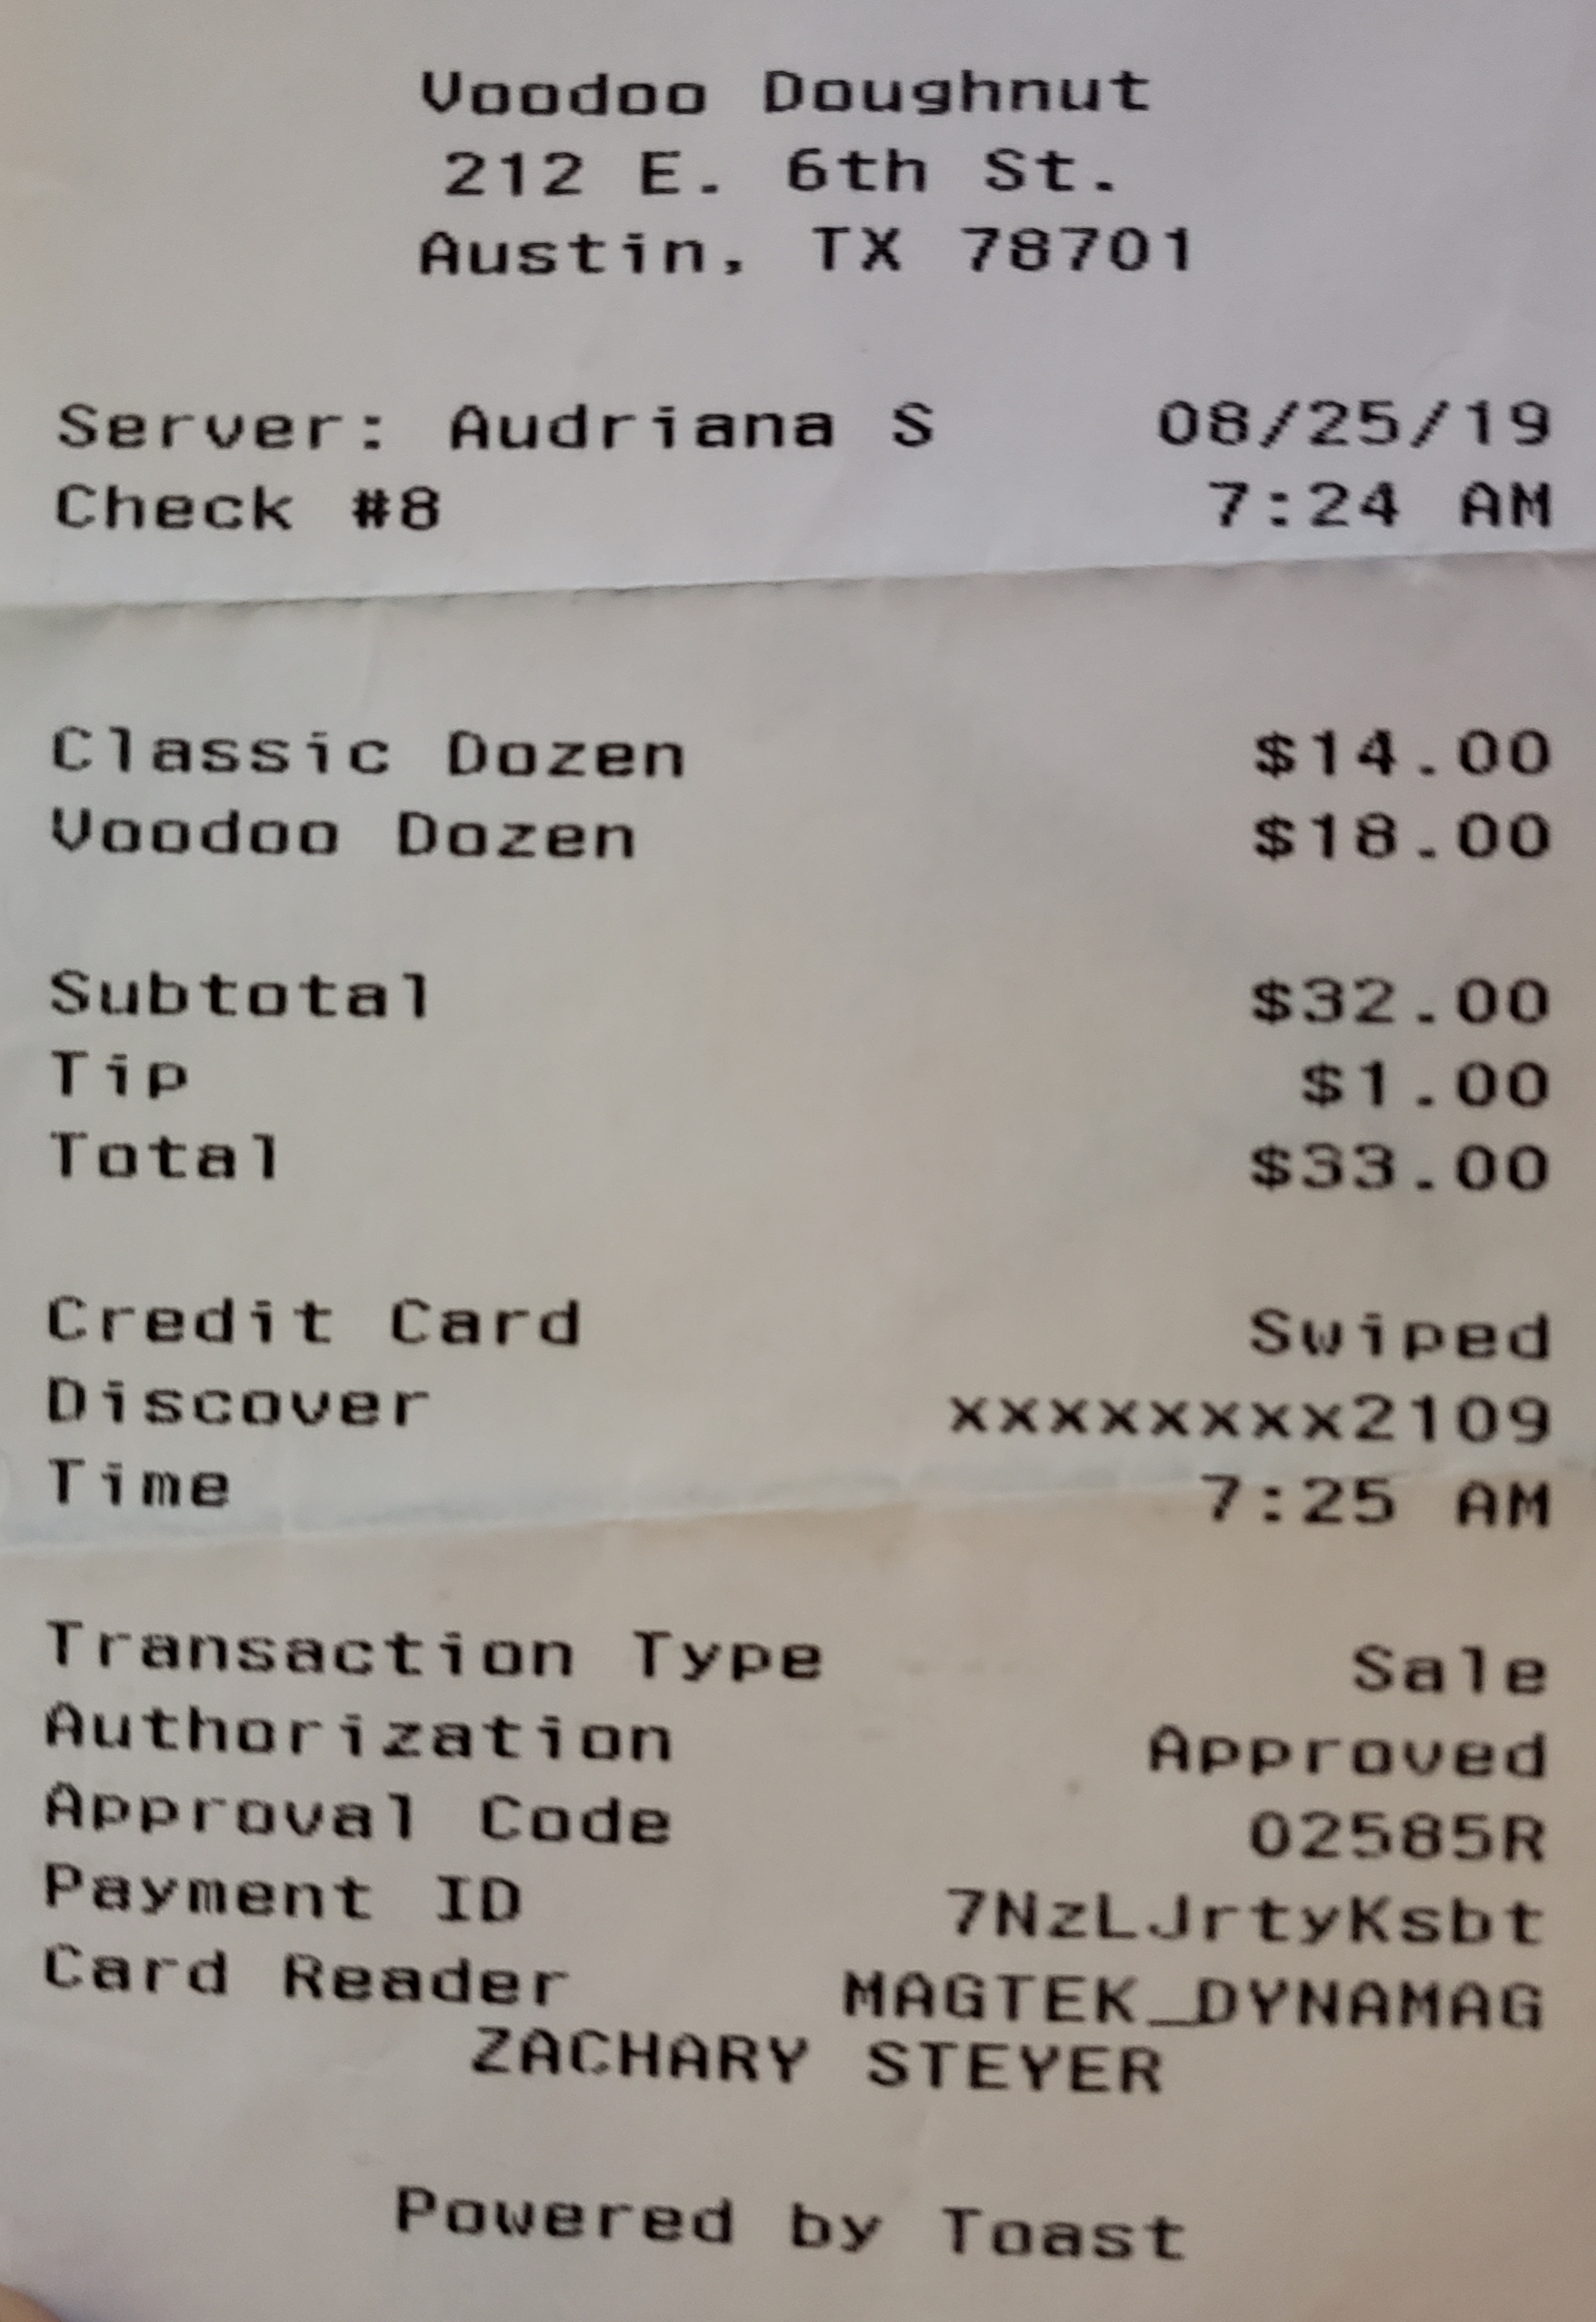 Voodoo Doughnut
212 E. 6th St.
Austin, TX 78701
Server: Audriana S 08/25/19
Check #8 7:24 AM
Classic Dozen $14.00
Voodoo Dozen $18.00
Subtotal $32.00
Tip $1.00
Total $33.00
Credit Card Swiped
Discover xxxxxxxx2109
Time 7:25 AM
Transaction Type Sale
Authorization Approved
Approval Code 02585R
Payment ID 7NzLJrtyKsbt
Card Reader MAGTEK_DYNAMAG
ZACHARY STEYER
Powered by Toast